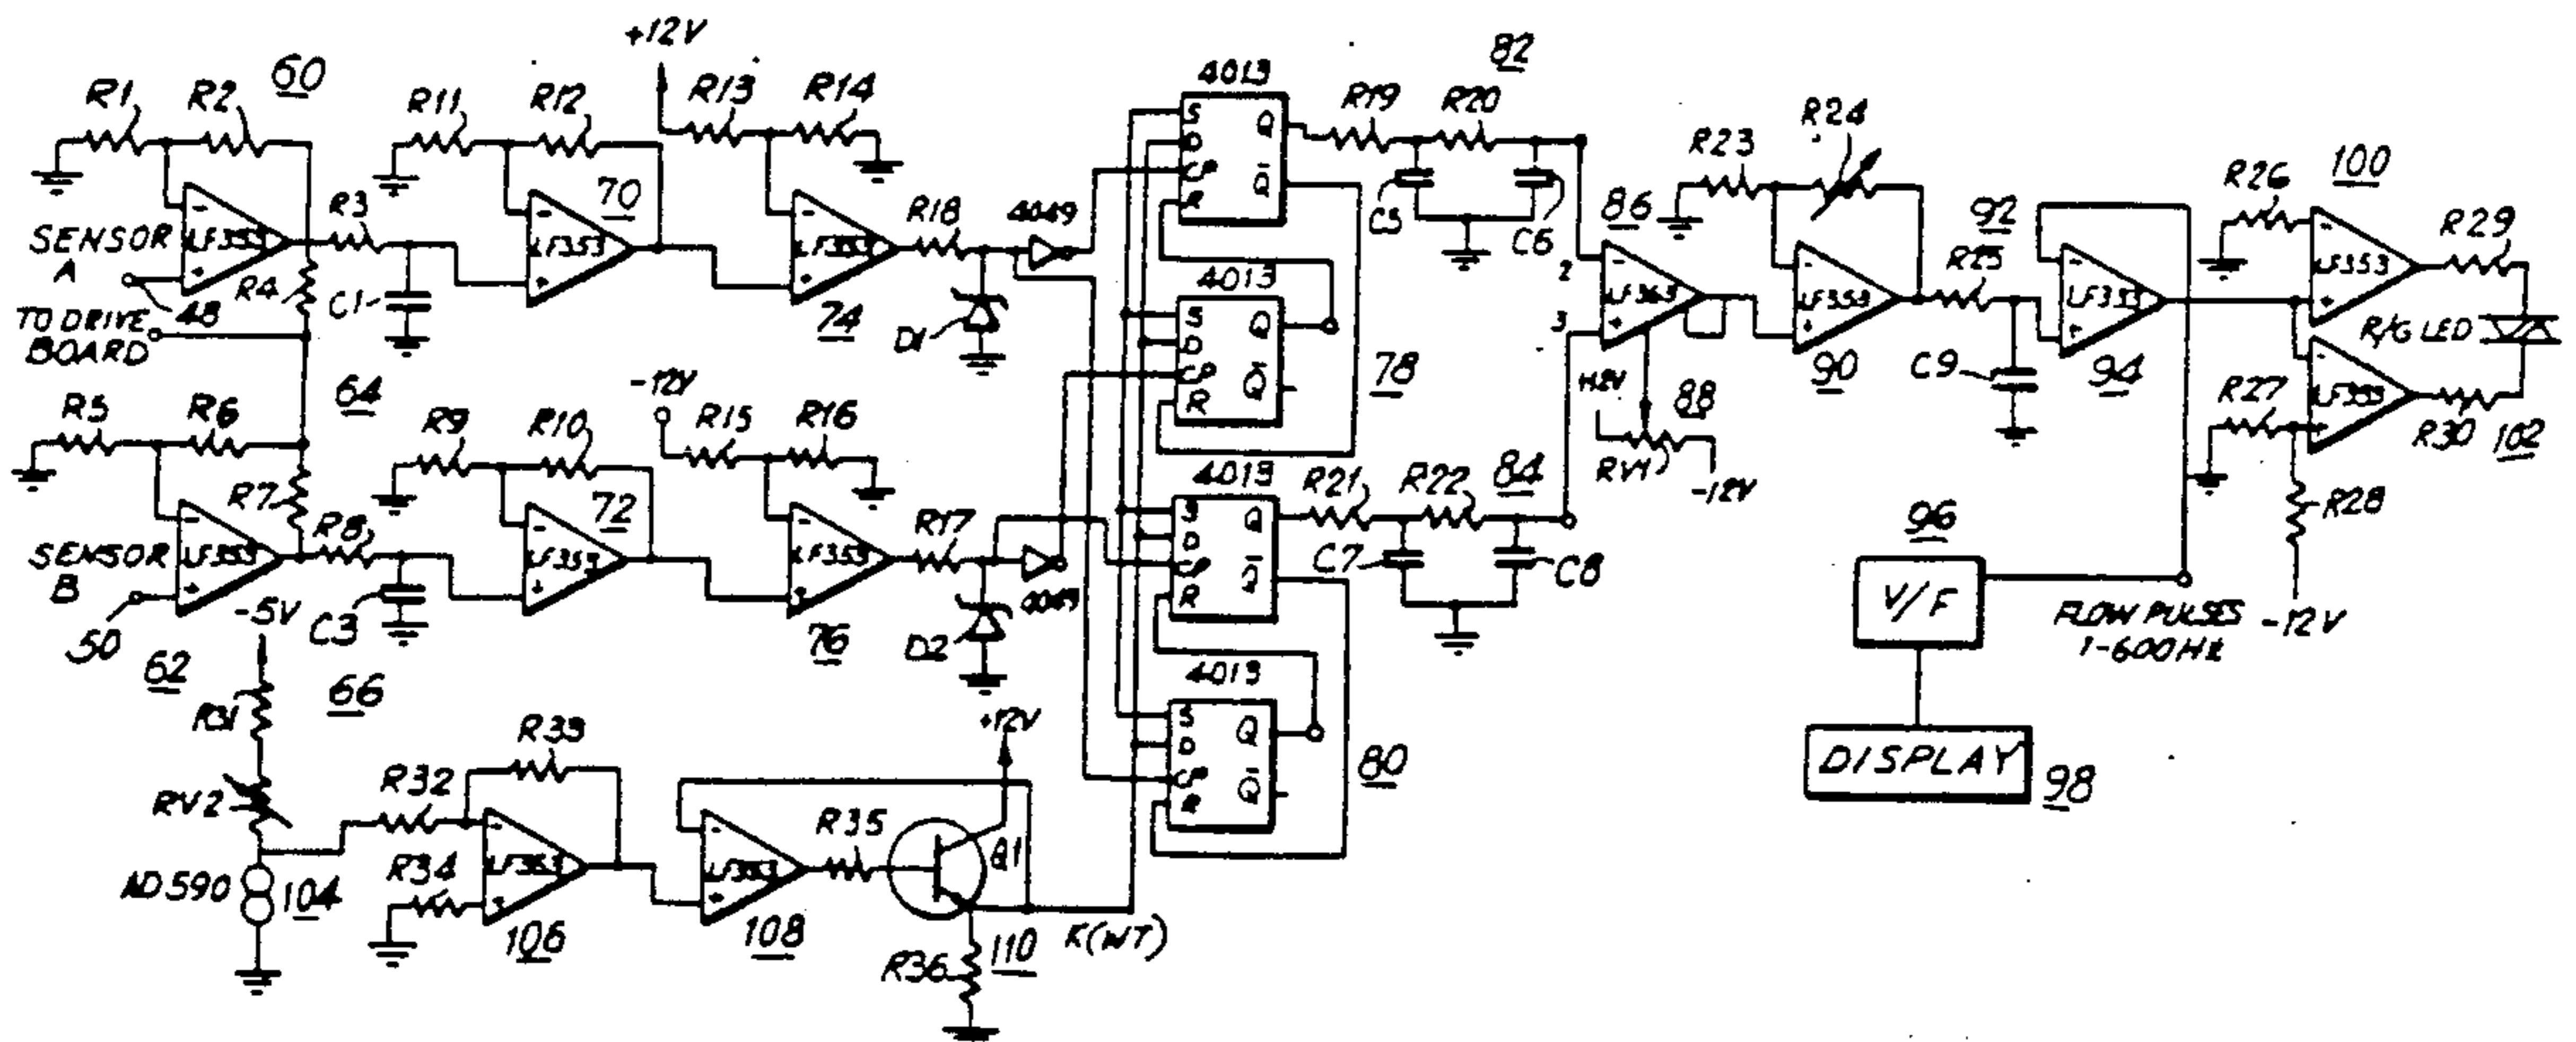 +12V
60
R1 R2
R11 R12
R13 R14
4013
82
R19 R20
S D CP R Q Q̄
C5 C6
R23 R24
100
R26
R29
SENSOR A
- LF353 +
R3
R4
C1
48
TO DRIVE BOARD
64
70
- LF353 +
- LF353 +
74
R18
4049
D1
4013
S D CP R Q Q̄
78
86
2
3
- +
+12V
88
RV1
-12V
- LF353 +
90
92
R25
C9
- LF353 +
94
- LF353 +
R/G LED
- LF353 +
R27
R30
102
R28
-12V
R5 R6
R7
R8
SENSOR B
- LF353 +
50
62
C3
66
R9 R10
72
- LF353 +
-12V
R15 R16
- LF353 +
76
R17
4049
D2
4013
S D CP R Q Q̄
R21 R22
84
C7 C8
4013
S D CP R Q Q̄
80
96
V/F
FLOW PULSES
1-600 HZ
DISPLAY
98
-5V
R31
RV2
AD590
104
R32
R33
R34
- LF353 +
106
- LF353 +
108
R35
+12V
Q1
110
R36
K(WT)